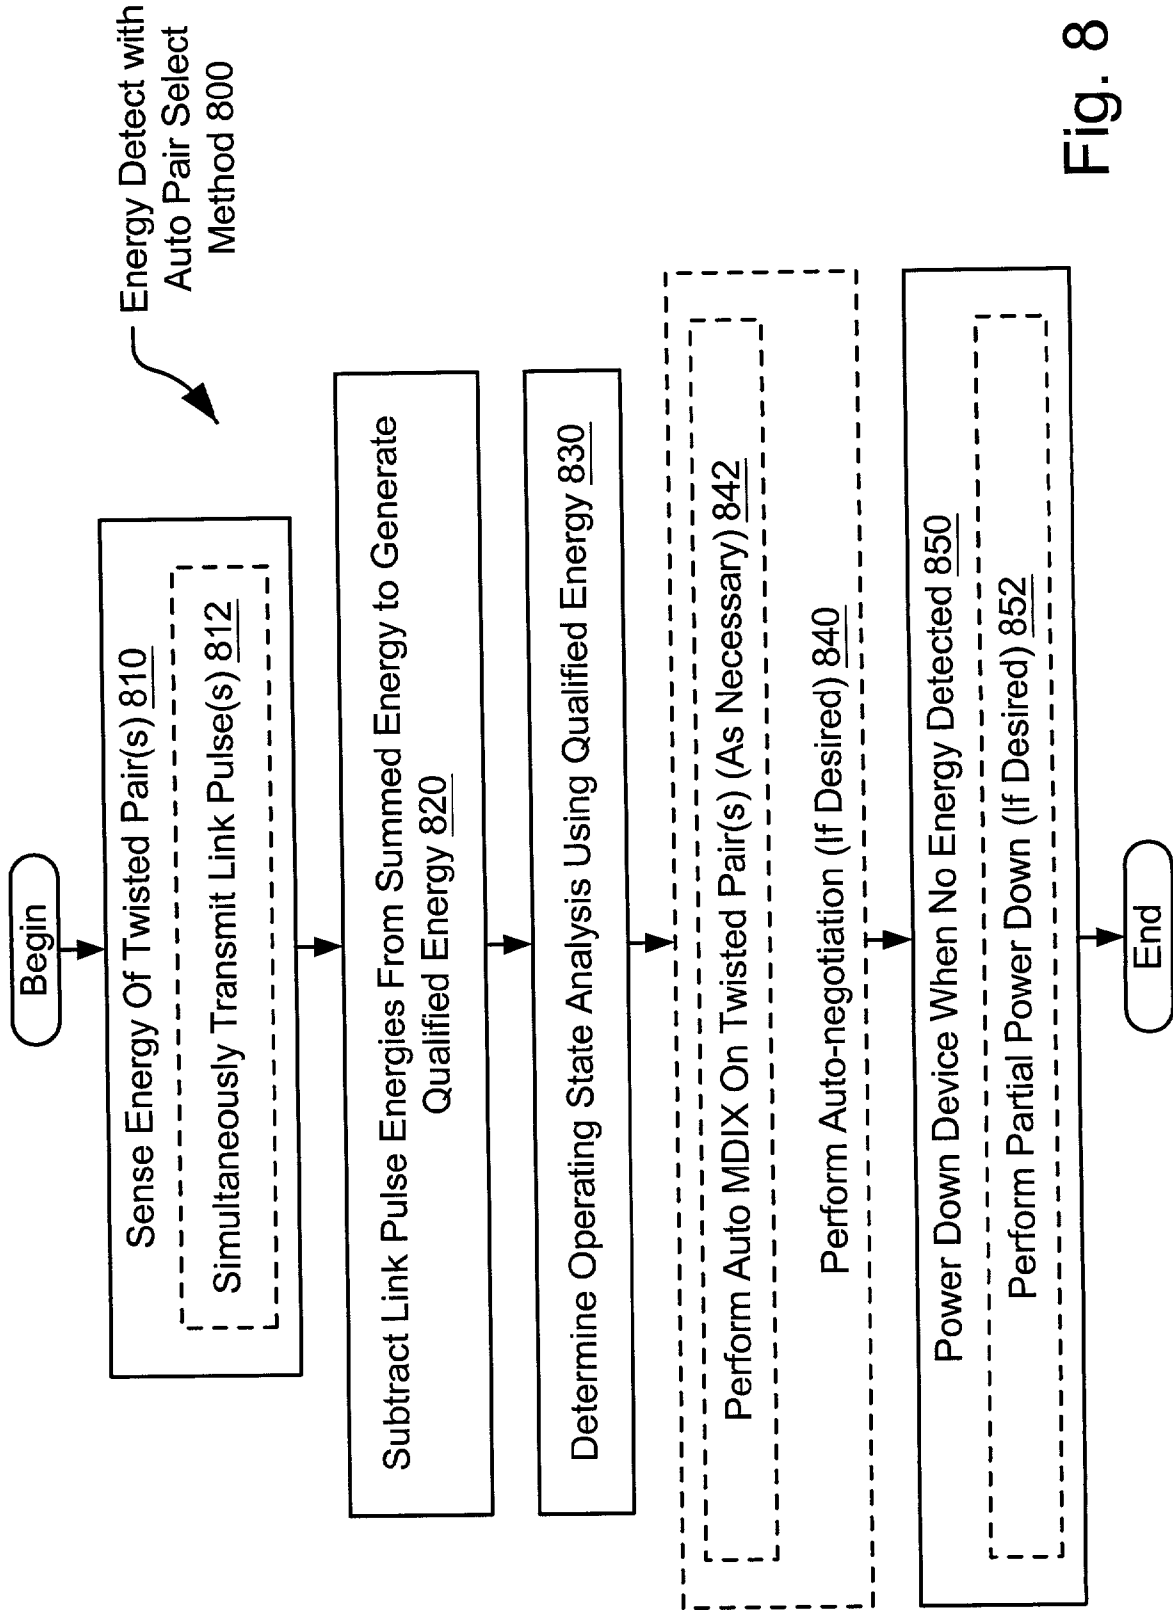 Energy Detect with
Auto Pair Select
Method 800
Begin
Sense Energy Of Twisted Pair(s) 810
Simultaneously Transmit Link Pulse(s) 812
Subtract Link Pulse Energies From Summed Energy to Generate
Qualified Energy 820
Determine Operating State Analysis Using Qualified Energy 830
Perform Auto MDIX On Twisted Pair(s) (As Necessary) 842
Perform Auto-negotiation (If Desired) 840
Power Down Device When No Energy Detected 850
Perform Partial Power Down (If Desired) 852
End
Fig. 8